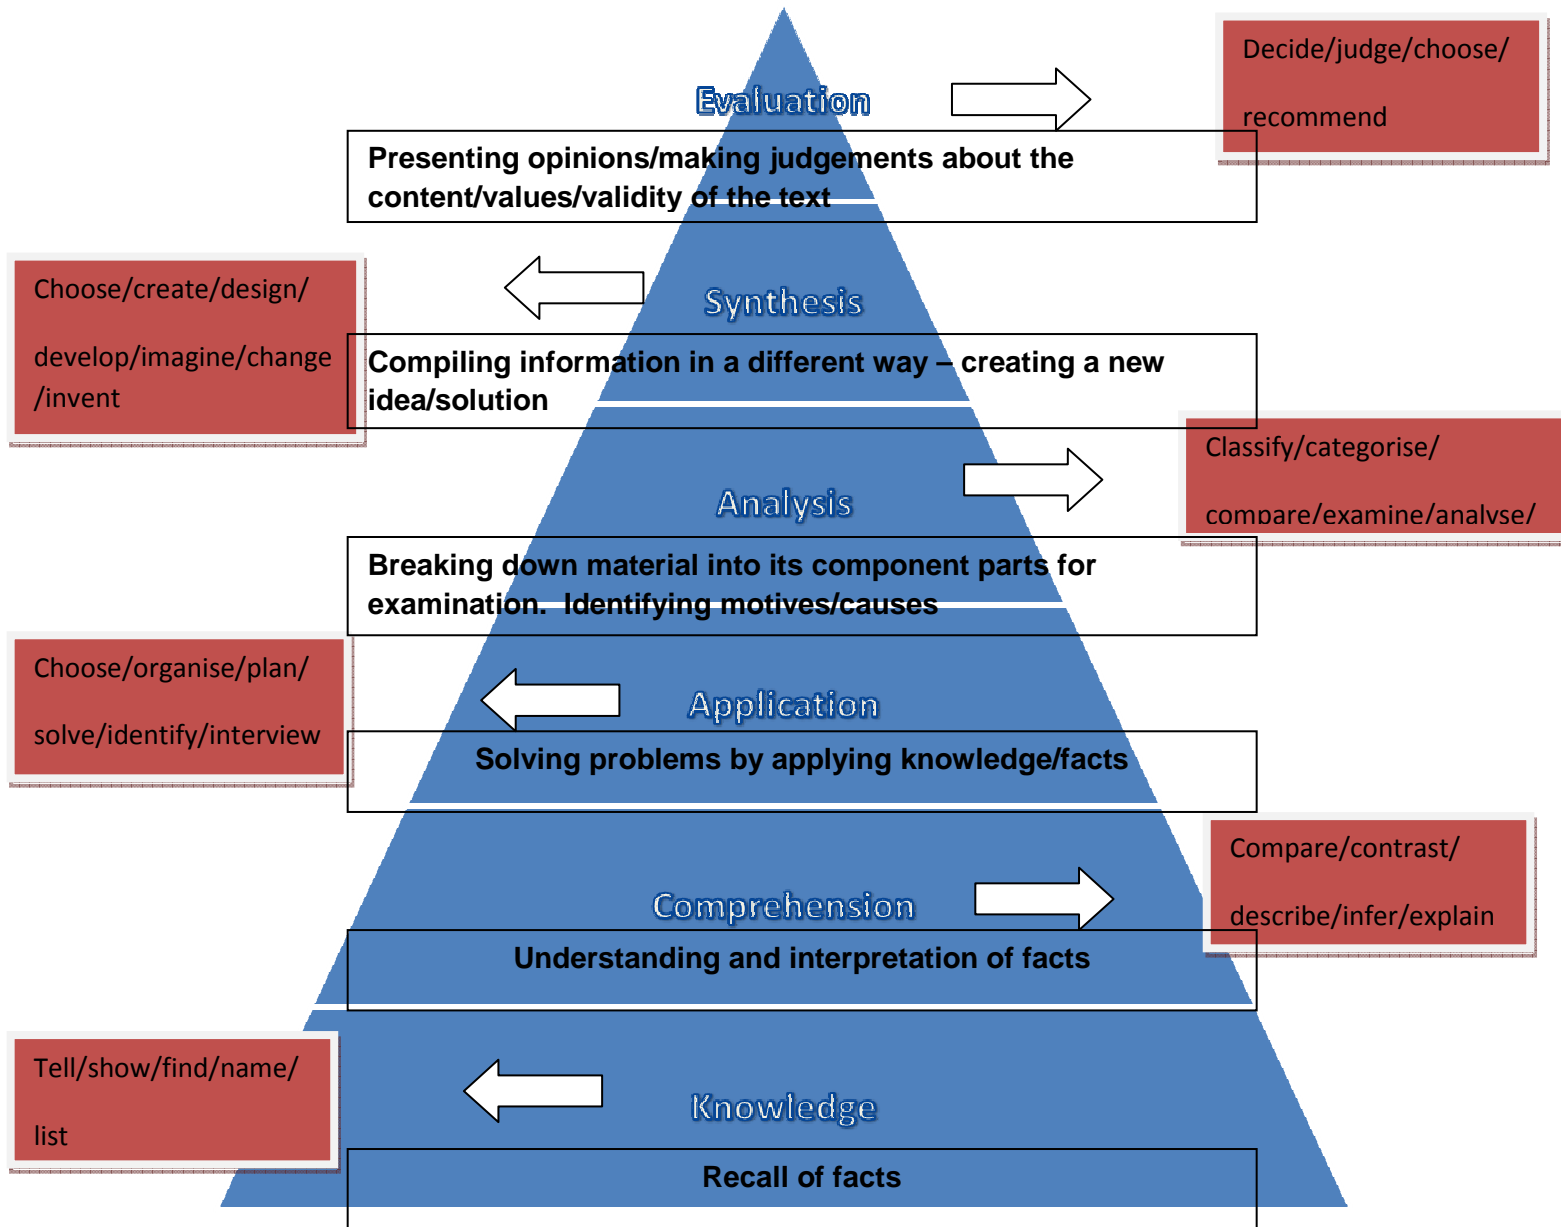 Evaluation
Decide/judge/choose/
recommend
Presenting opinions/making judgements about the
content/values/validity of the text
Synthesis
Choose/create/design/
develop/imagine/change
/invent
Compiling information in a different way – creating a new
idea/solution
Analysis
Classify/categorise/
compare/examine/analyse/
Breaking down material into its component parts for
examination.  Identifying motives/causes
Application
Choose/organise/plan/
solve/identify/interview
Solving problems by applying knowledge/facts
Comprehension
Compare/contrast/
describe/infer/explain
Understanding and interpretation of facts
Knowledge
Tell/show/find/name/
list
Recall of facts